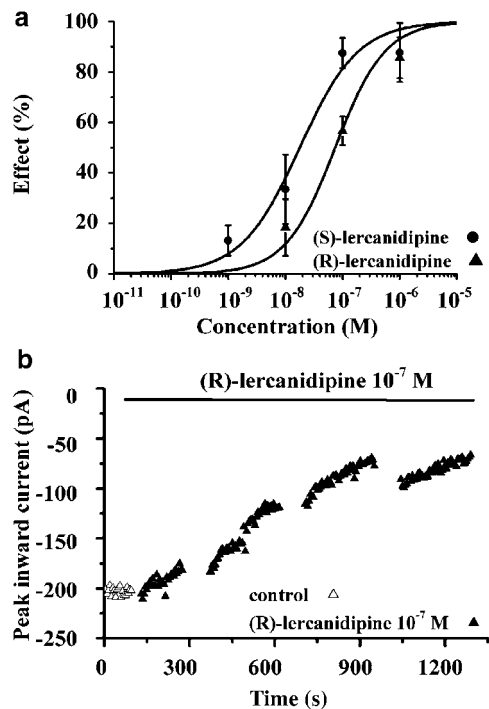 a
100
80
60
40
20
0
Effect (%)
(S)-lercanidipine ●
(R)-lercanidipine ▲
10⁻¹¹ 10⁻¹⁰ 10⁻⁹ 10⁻⁸ 10⁻⁷ 10⁻⁶ 10⁻⁵
Concentration (M)
b
(R)-lercanidipine 10⁻⁷ M
0
-50
-100
-150
-200
-250
Peak inward current (pA)
control △
(R)-lercanidipine 10⁻⁷ M ▲
0 300 600 900 1200
Time (s)